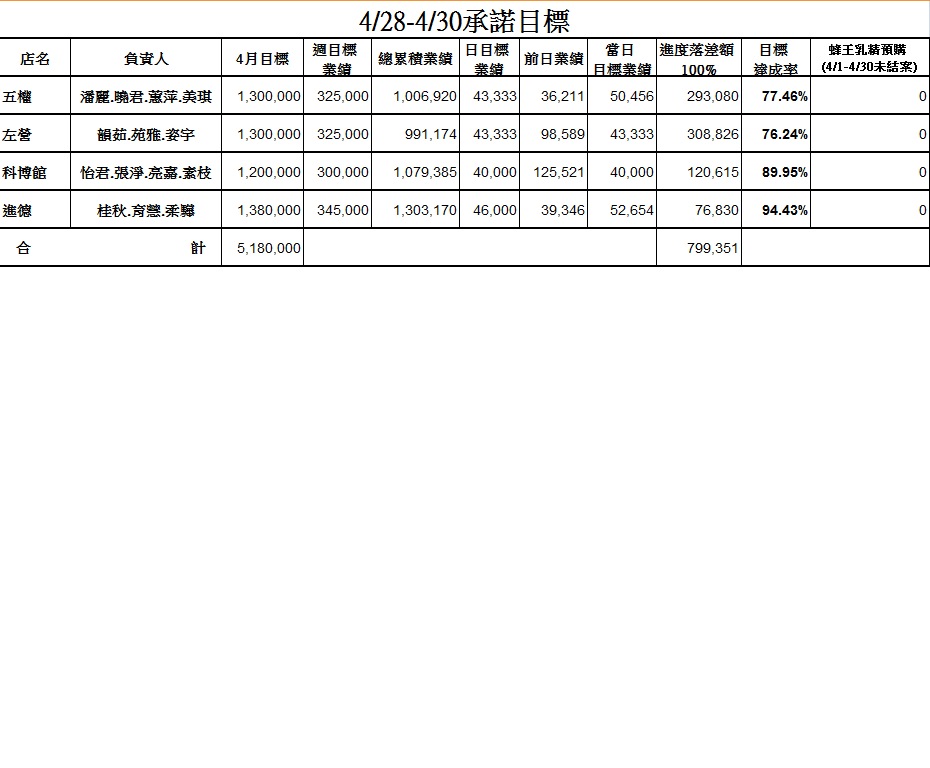 4/28-4/30承諾目標
店名 負責人 4月目標 週目標業績 總累積業績 日目標業績 前日業績 當日目標業績 進度落差額100% 目標達成率 蜂王乳精預購(4/1-4/30未結案)
五權 潘麗.曉君.蕙萍.美琪 1,300,000 325,000 1,006,920 43,333 36,211 50,456 293,080 77.46% 0
左營 韻茹.苑雅.姿宇 1,300,000 325,000 991,174 43,333 98,589 43,333 308,826 76.24% 0
科博館 怡君.張淨.亮嘉.素枝 1,200,000 300,000 1,079,385 40,000 125,521 40,000 120,615 89.95% 0
進德 桂秋.育慧.柔驊 1,380,000 345,000 1,303,170 46,000 39,346 52,654 76,830 94.43% 0
合 計 5,180,000 799,351